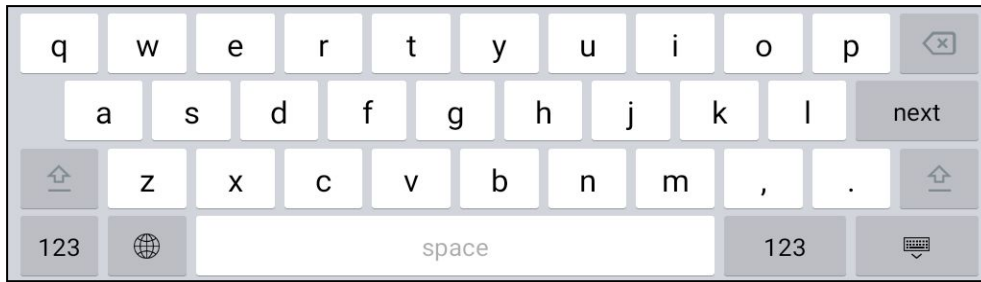 q w e r t y u i o p
a s d f g h j k l next
z x c v b n m , .
123 space 123